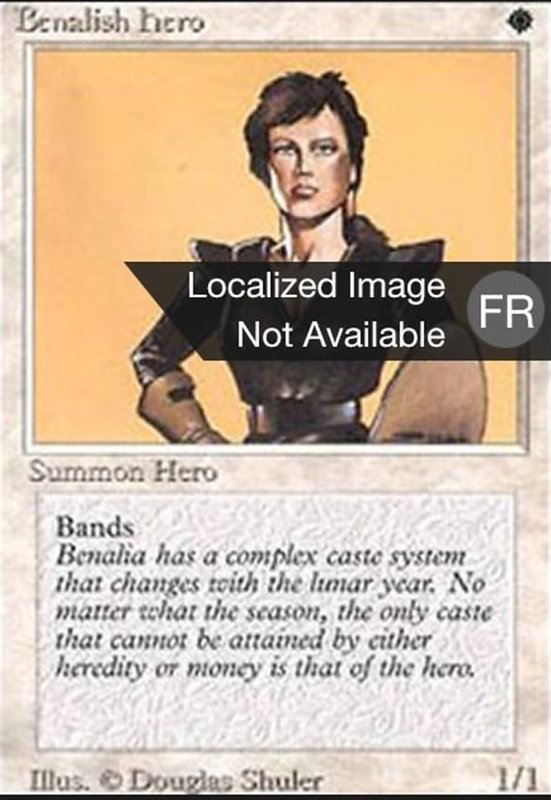 Benalish Hero
Localized Image
Not Available
FR
Summon Hero
Bands
Benalia has a complex caste system
that changes with the lunar year. No
matter what the season, the only caste
that cannot be attained by either
heredity or money is that of the hero.
Illus. © Douglas Shuler
1/1